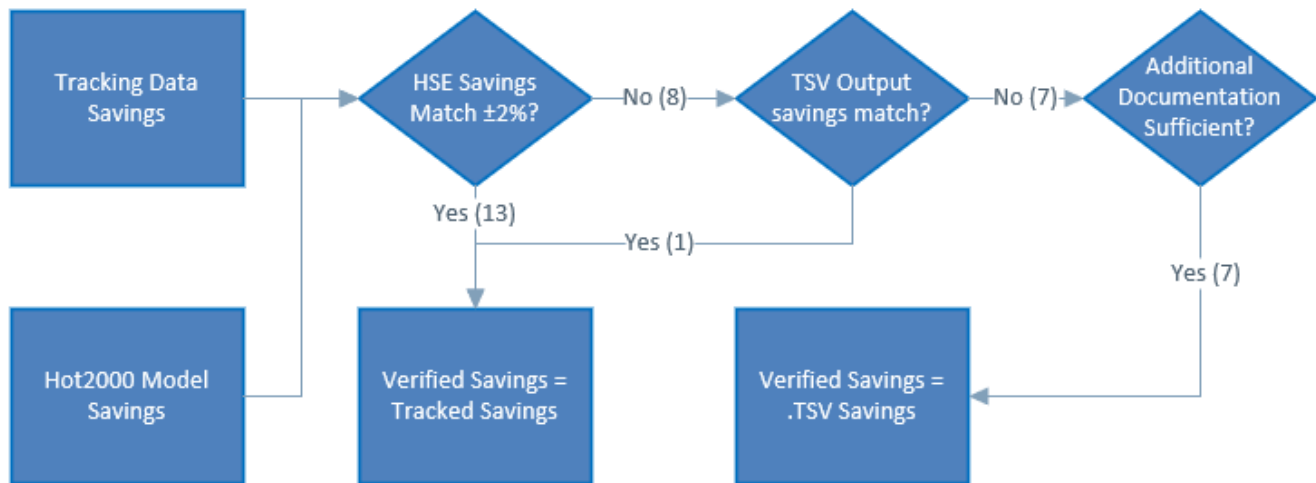 Tracking Data
Savings
HSE Savings
Match ±2%?
No (8)
TSV Output
savings match?
No (7)
Additional
Documentation
Sufficient?
Yes (13)
Yes (1)
Yes (7)
Hot2000 Model
Savings
Verified Savings =
Tracked Savings
Verified Savings =
.TSV Savings